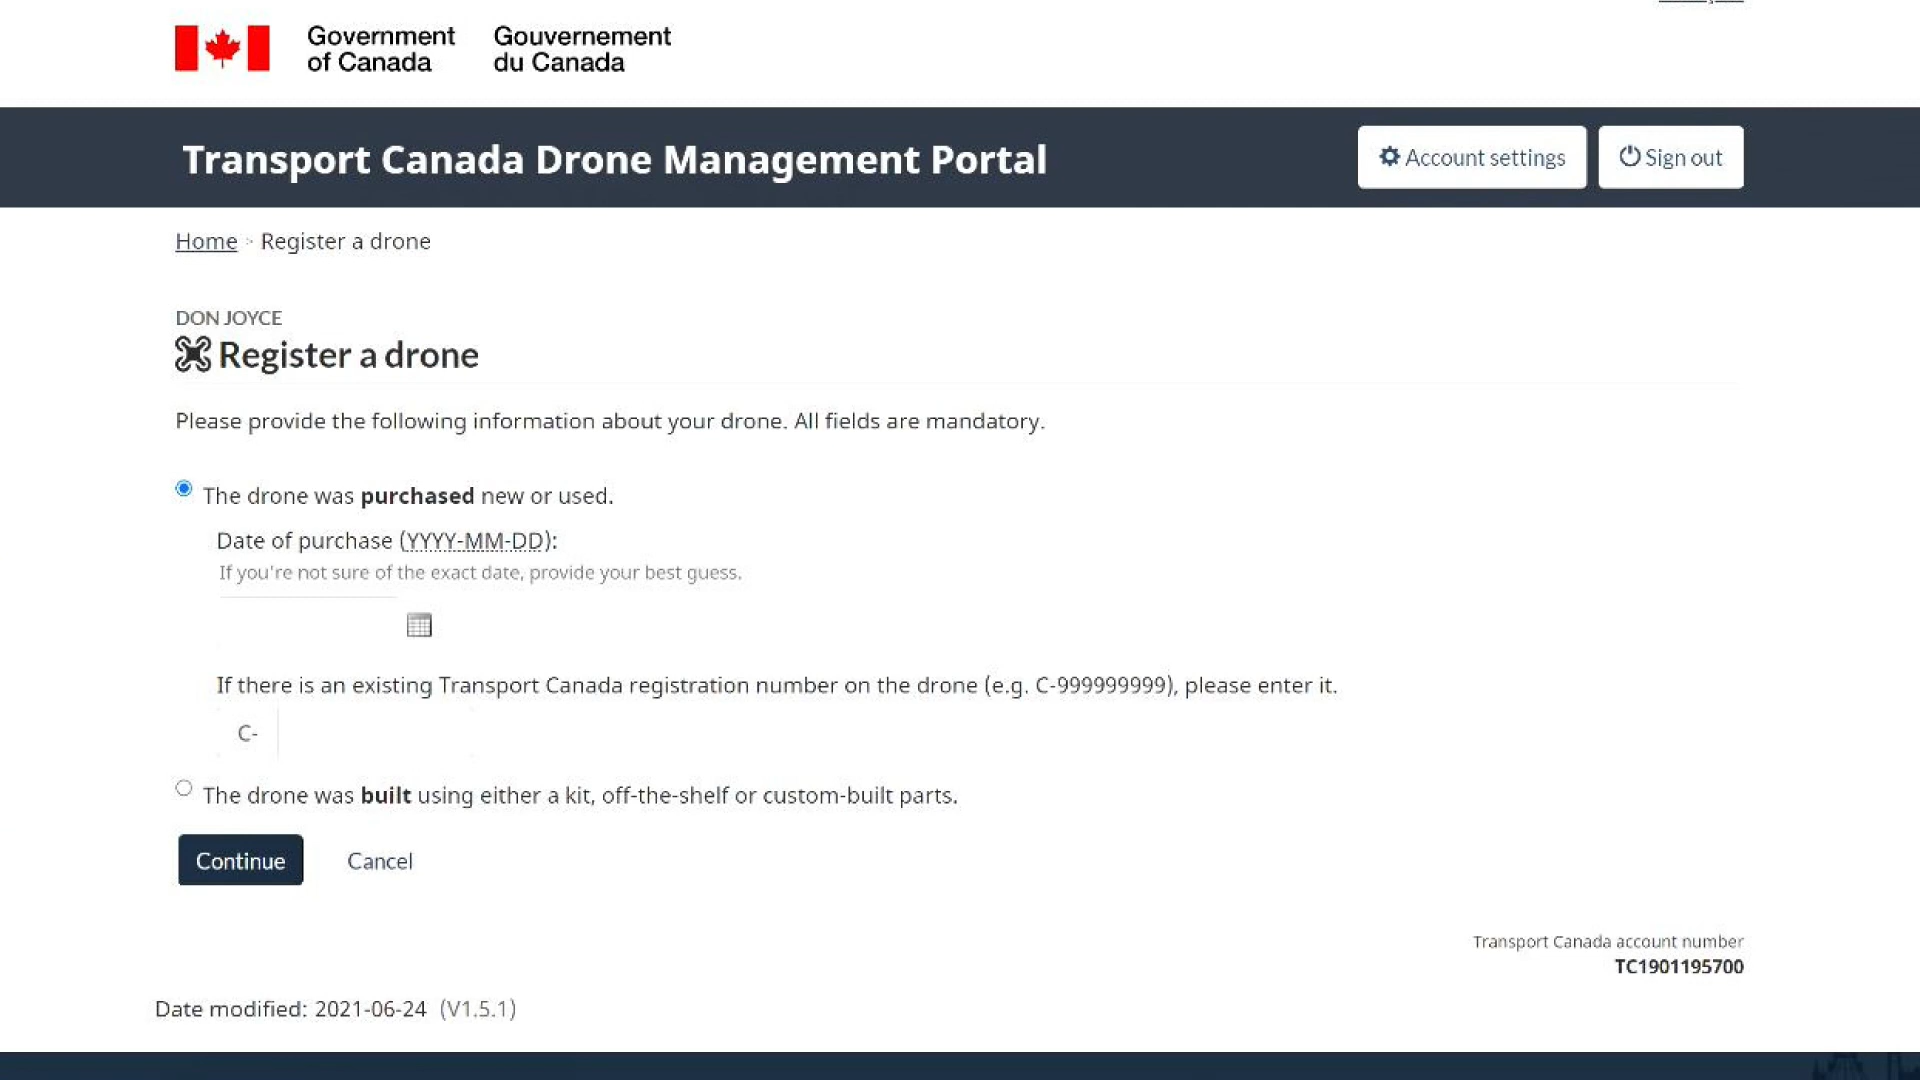 Government
of Canada
Gouvernement
du Canada
Transport Canada Drone Management Portal
Account settings
Sign out
Home > Register a drone
DON JOYCE
Register a drone
Please provide the following information about your drone. All fields are mandatory.
The drone was purchased new or used.
Date of purchase (YYYY-MM-DD):
If you're not sure of the exact date, provide your best guess.
If there is an existing Transport Canada registration number on the drone (e.g. C-999999999), please enter it.
C-
The drone was built using either a kit, off-the-shelf or custom-built parts.
Continue
Cancel
Transport Canada account number
TC1901195700
Date modified: 2021-06-24 (V1.5.1)